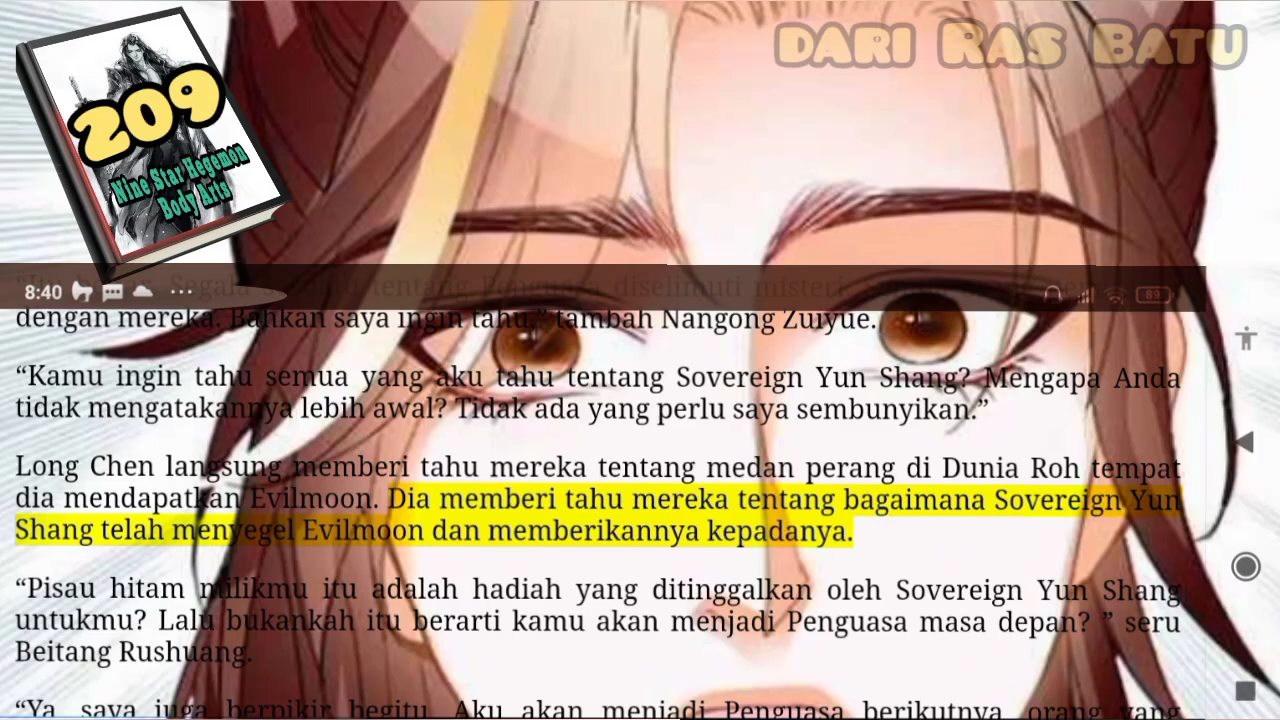 DARI RAS BATU
209
Nine Star Hegemon
Body Arts
8:40
89
dengan mereka. Bahkan saya ingin tahu,” tambah Nangong Zuiyue.
“Kamu ingin tahu semua yang aku tahu tentang Sovereign Yun Shang? Mengapa Anda
tidak mengatakannya lebih awal? Tidak ada yang perlu saya sembunyikan.”
Long Chen langsung memberi tahu mereka tentang medan perang di Dunia Roh tempat
dia mendapatkan Evilmoon. Dia memberi tahu mereka tentang bagaimana Sovereign Yun
Shang telah menyegel Evilmoon dan memberikannya kepadanya.
“Pisau hitam milikmu itu adalah hadiah yang ditinggalkan oleh Sovereign Yun Shang
untukmu? Lalu bukankah itu berarti kamu akan menjadi Penguasa masa depan? ” seru
Beitang Rushuang.
“Ya, saya juga berpikir begitu. Aku akan menjadi Penguasa berikutnya, orang yang